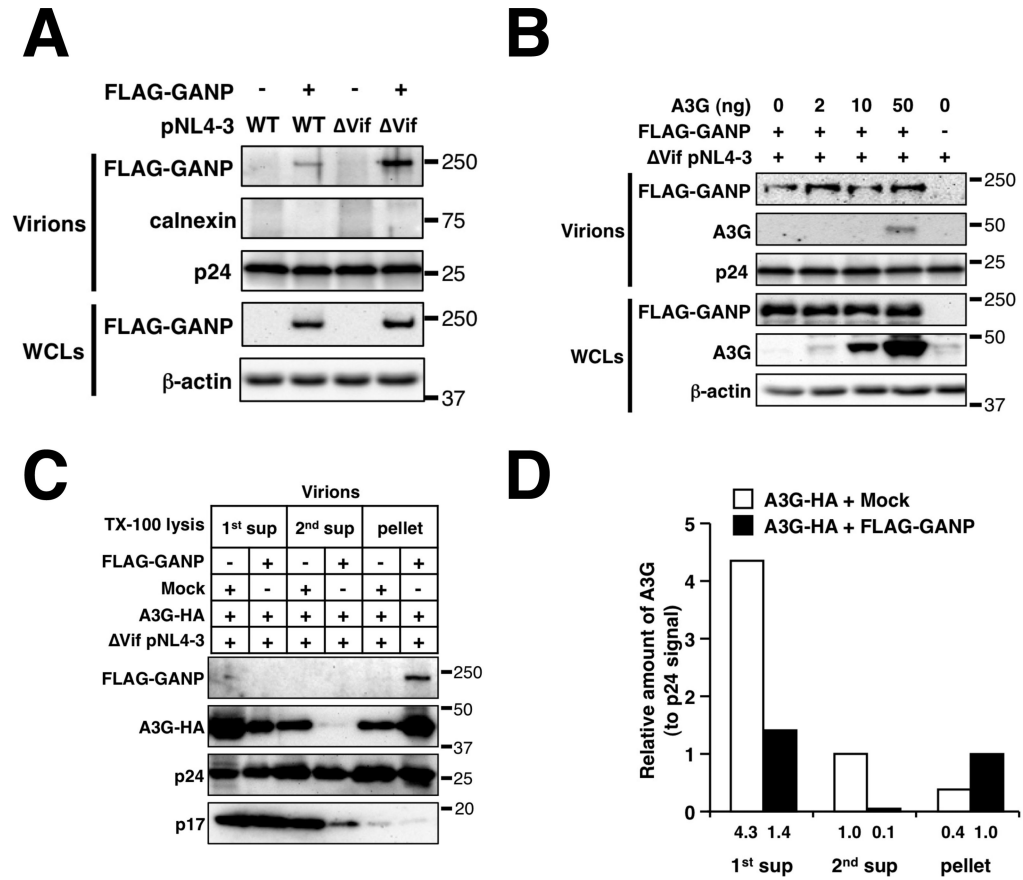 A
FLAG-GANP - + - +
pNL4-3 WT WT ΔVif ΔVif
Virions
FLAG-GANP 250
calnexin 75
p24 25
WCLs
FLAG-GANP 250
β-actin
37
B
A3G (ng) 0 2 10 50 0
FLAG-GANP + + + + -
ΔVif pNL4-3 + + + + +
Virions
FLAG-GANP 250
A3G 50
p24 25
WCLs
FLAG-GANP 250
A3G 50
β-actin
37
C
Virions
TX-100 lysis 1st sup 2nd sup pellet
FLAG-GANP - + - + - +
Mock + - + - + -
A3G-HA + + + + + +
ΔVif pNL4-3 + + + + + +
FLAG-GANP 250
50
A3G-HA
37
p24 25
20
p17
D
A3G-HA + Mock
A3G-HA + FLAG-GANP
Relative amount of A3G
(to p24 signal)
5
4
3
2
1
0
4.3 1.4 1.0 0.1 0.4 1.0
1st sup 2nd sup pellet